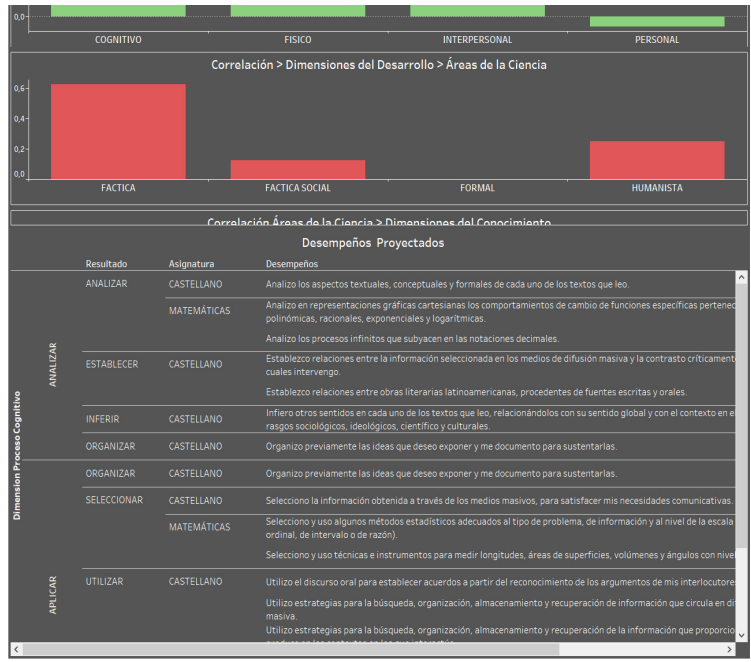 0,0
COGNITIVO FISICO INTERPERSONAL PERSONAL
Correlación > Dimensiones del Desarrollo > Áreas de la Ciencia
0,6
0,4
0,2
0,0
FACTICA FACTICA SOCIAL FORMAL HUMANISTA
Correlación Áreas de la Ciencia > Dimensiones del Conocimiento
Desempeños Proyectados
Resultado Asignatura Desempeños
Dimension Proceso Cognitivo
ANALIZAR
ANALIZAR CASTELLANO Analizo los aspectos textuales, conceptuales y formales de cada uno de los textos que leo.
MATEMÁTICAS Analizo en representaciones gráficas cartesianas los comportamientos de cambio de funciones específicas pertenec
polinómicas, racionales, exponenciales y logarítmicas.
Analizo los procesos infinitos que subyacen en las notaciones decimales.
ESTABLECER CASTELLANO Establezco relaciones entre la información seleccionada en los medios de difusión masiva y la contrasto críticament
cuales intervengo.
Establezco relaciones entre obras literarias latinoamericanas, procedentes de fuentes escritas y orales.
INFERIR CASTELLANO Infiero otros sentidos en cada uno de los textos que leo, relacionándolos con su sentido global y con el contexto en e
rasgos sociológicos, ideológicos, científico y culturales.
ORGANIZAR CASTELLANO Organizo previamente las ideas que deseo exponer y me documento para sustentarlas.
APLICAR
ORGANIZAR CASTELLANO Organizo previamente las ideas que deseo exponer y me documento para sustentarlas.
SELECCIONAR CASTELLANO Selecciono la información obtenida a través de los medios masivos, para satisfacer mis necesidades comunicativas.
MATEMÁTICAS Selecciono y uso algunos métodos estadísticos adecuados al tipo de problema, de información y al nivel de la escala
ordinal, de intervalo o de razón).
Selecciono y uso técnicas e instrumentos para medir longitudes, áreas de superficies, volúmenes y ángulos con nive
UTILIZAR CASTELLANO Utilizo el discurso oral para establecer acuerdos a partir del reconocimiento de los argumentos de mis interlocutore
Utilizo estrategias para la búsqueda, organización, almacenamiento y recuperación de información que circula en di
masiva.
Utilizo estrategias para la búsqueda, organización, almacenamiento y recuperación de la información que proporcio